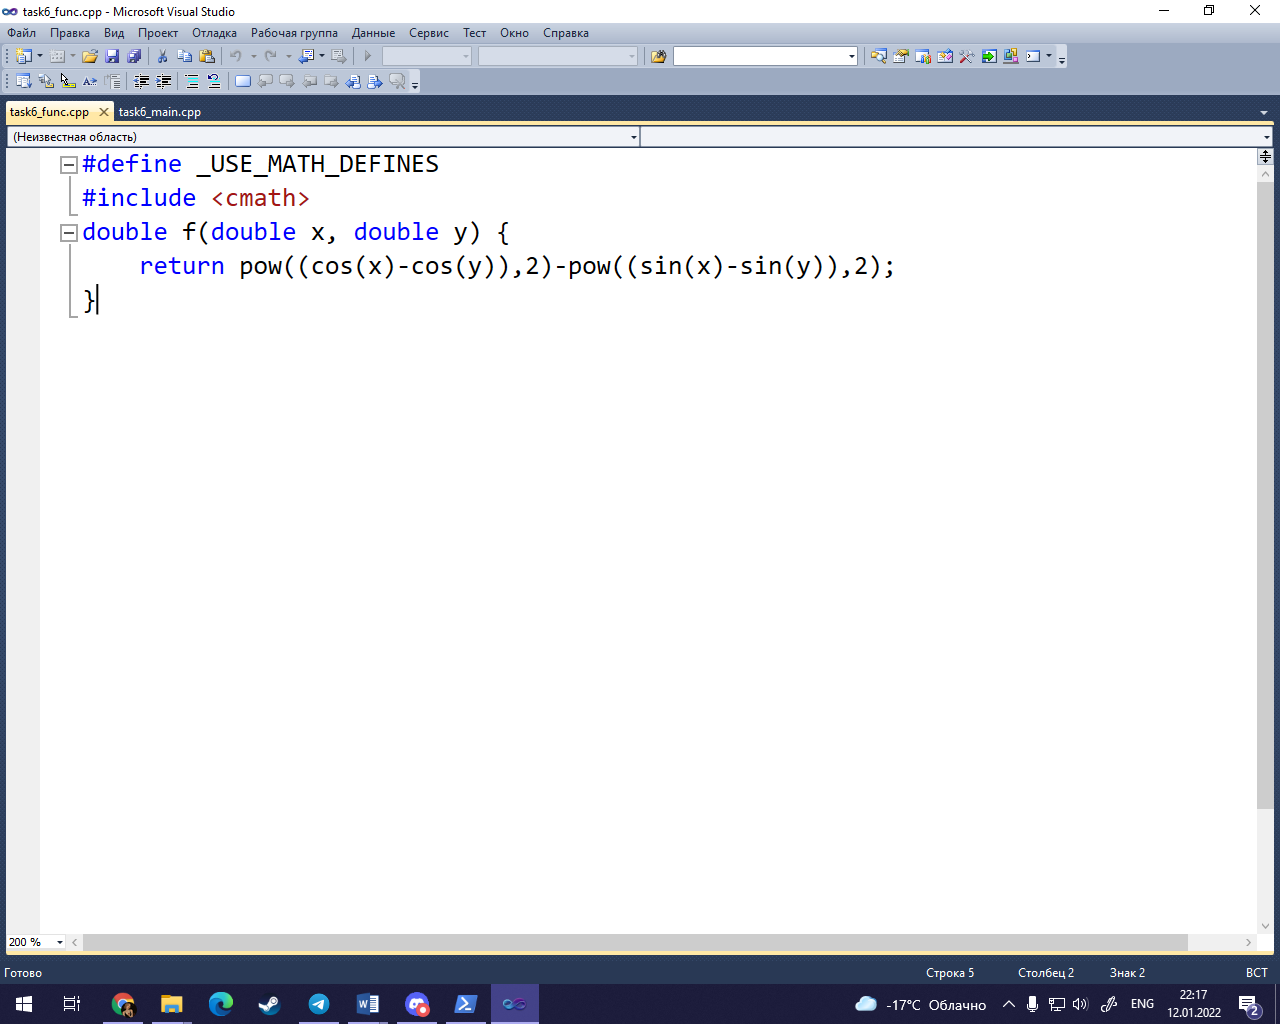 task6_func.cpp - Microsoft Visual Studio
Файл Правка Вид Проект Отладка Рабочая группа Данные Сервис Тест Окно Справка
task6_func.cpp task6_main.cpp
(Неизвестная область)
#define _USE_MATH_DEFINES
#include <cmath>
double f(double x, double y) {
return pow((cos(x)-cos(y)),2)-pow((sin(x)-sin(y)),2);
}
200 %
Готово Строка 5 Столбец 2 Знак 2 ВСТ
-17°C Облачно ENG 22:17
12.01.2022 2